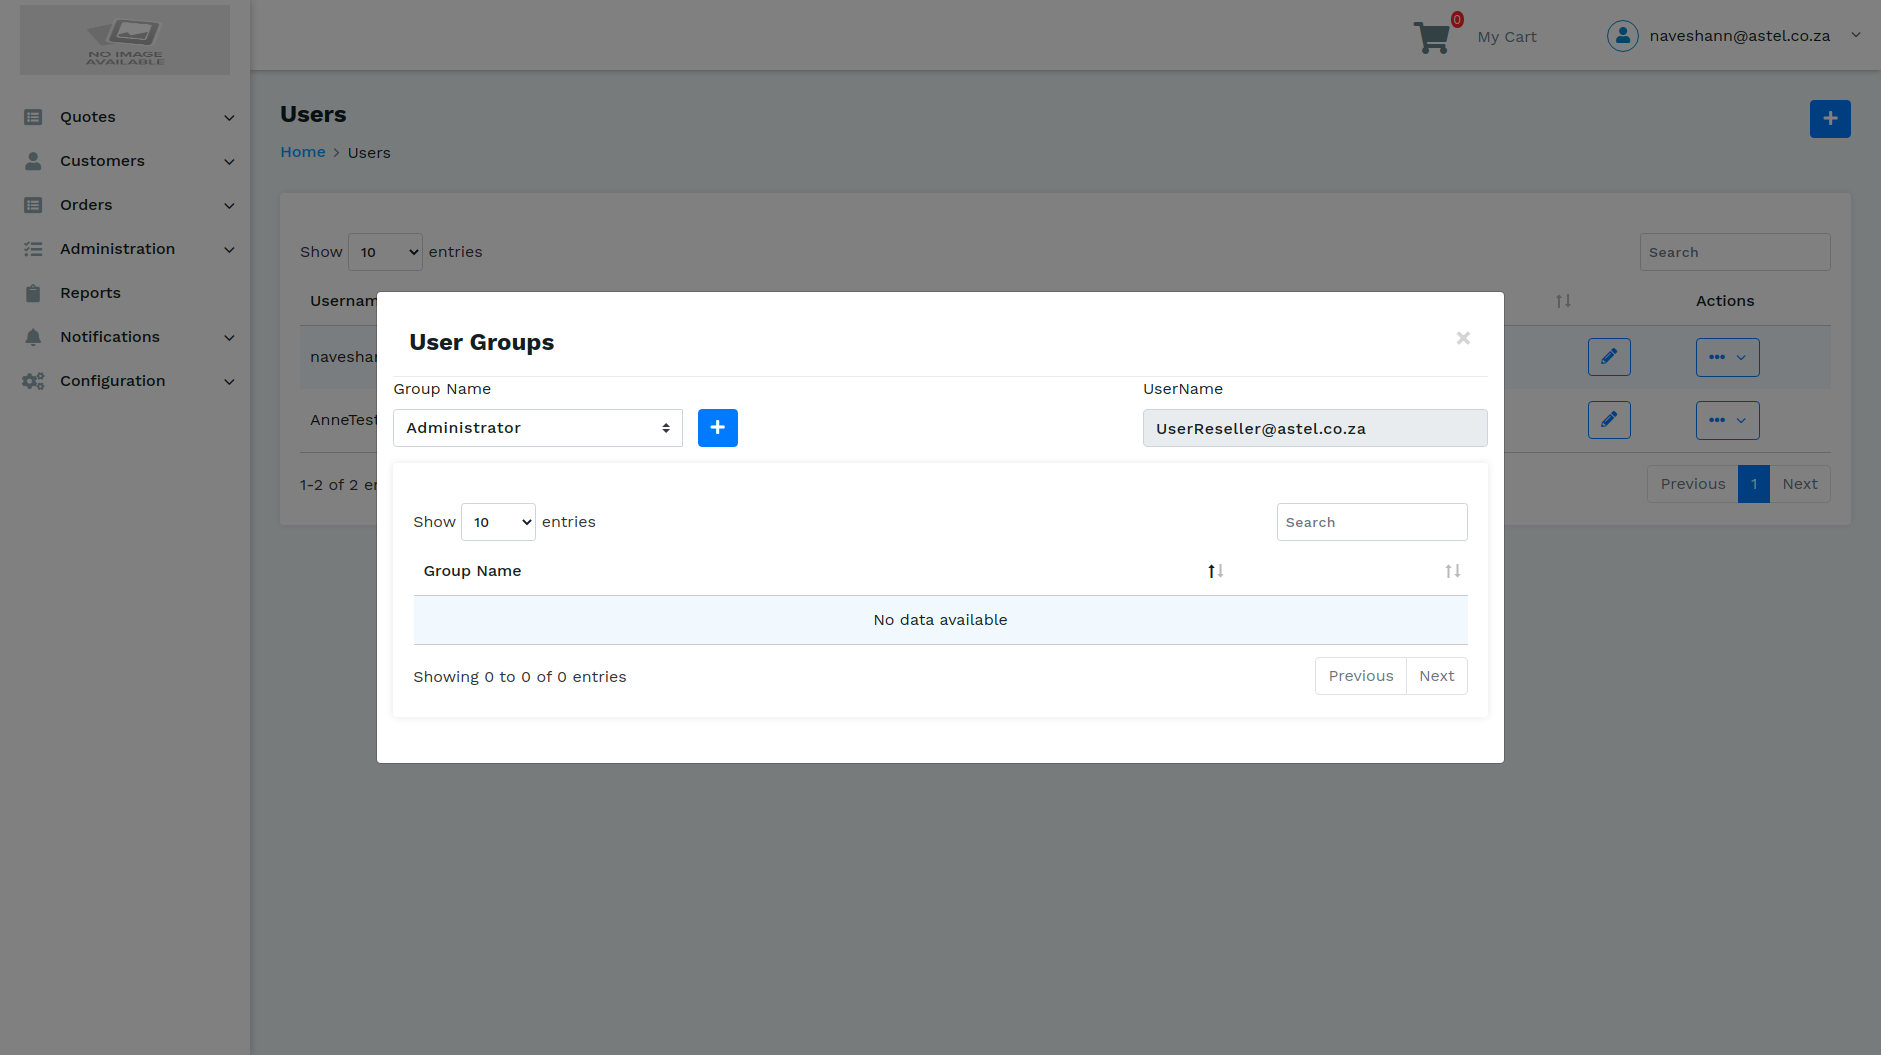 NO IMAGE
AVAILABLE
0
My Cart
naveshann@astel.co.za
Quotes
Customers
Orders
Administration
Reports
Notifications
Configuration
Users
Home > Users
Show 10 entries
Search
Usernam
Actions
navesha
AnneTest
1-2 of 2 e
Previous 1 Next
User Groups
×
Group Name
UserName
Administrator
UserReseller@astel.co.za
Show 10 entries
Search
Group Name
No data available
Showing 0 to 0 of 0 entries
Previous Next